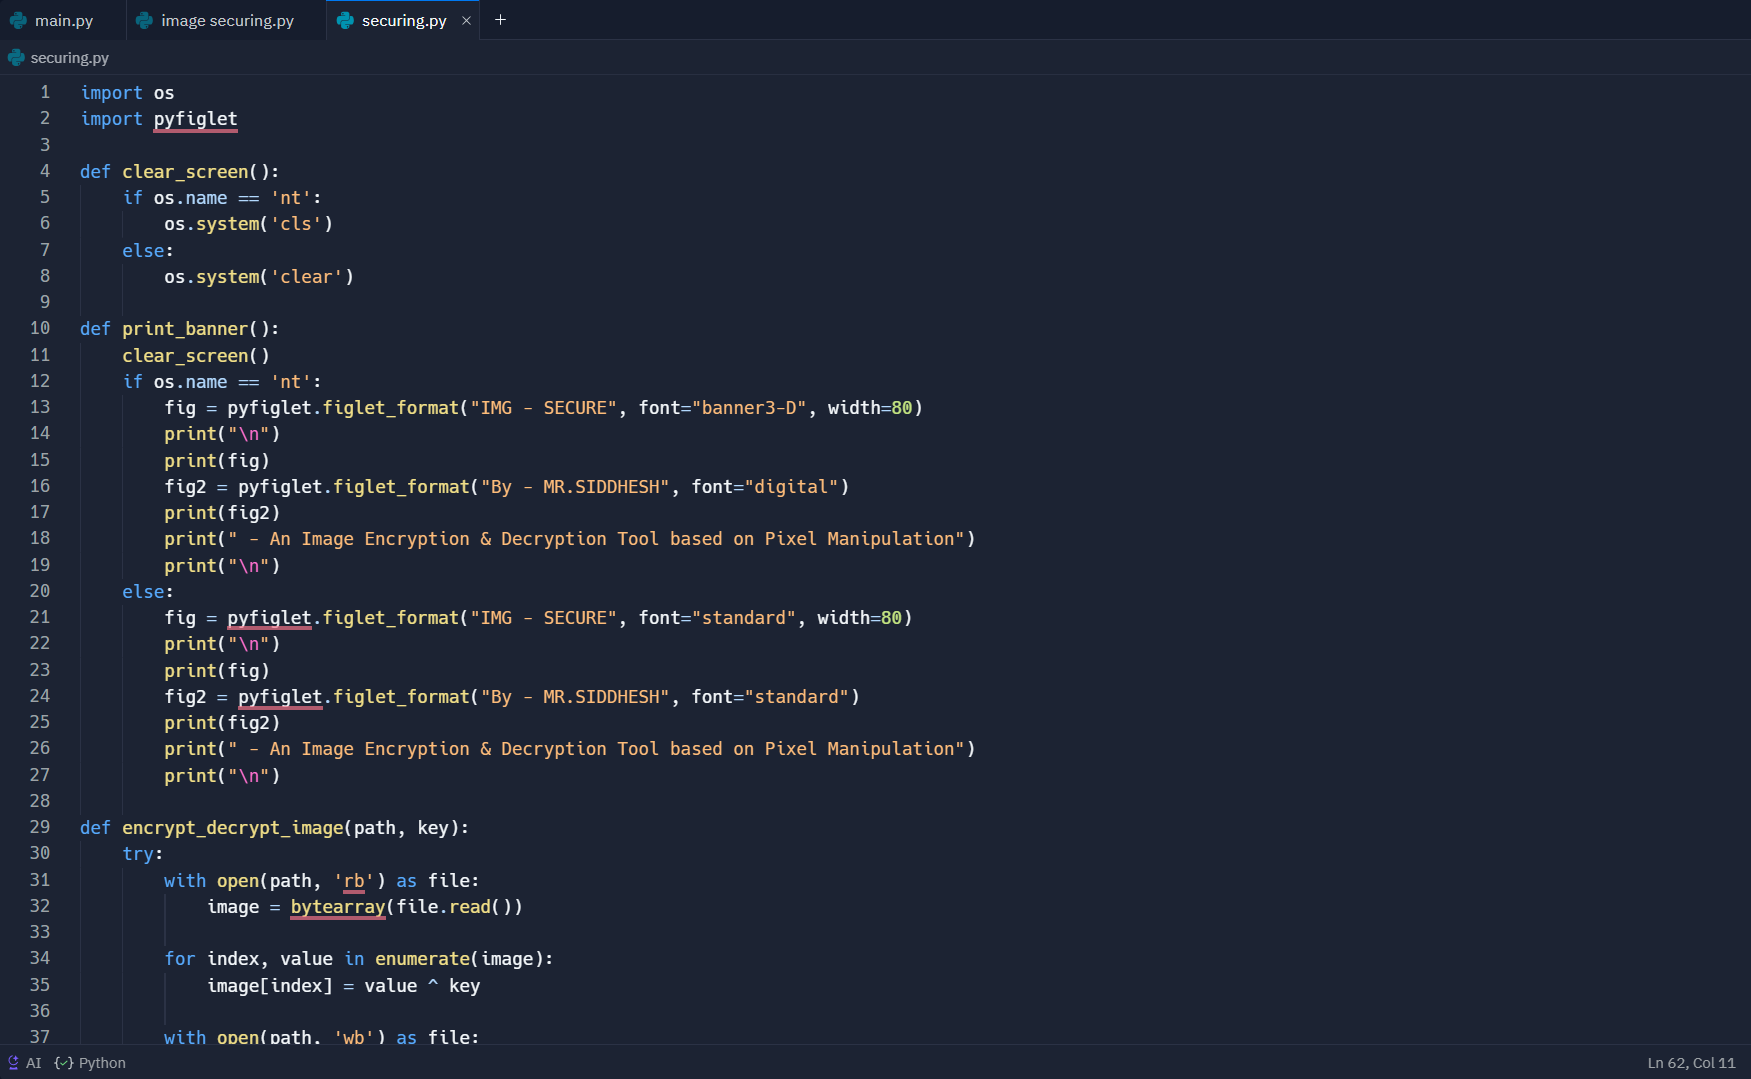 main.py
image securing.py
securing.py × +
securing.py
1 import os
2 import pyfiglet
3
4 def clear_screen():
5     if os.name == 'nt':
6         os.system('cls')
7     else:
8         os.system('clear')
9
10 def print_banner():
11     clear_screen()
12     if os.name == 'nt':
13         fig = pyfiglet.figlet_format("IMG - SECURE", font="banner3-D", width=80)
14         print("\n")
15         print(fig)
16         fig2 = pyfiglet.figlet_format("By - MR.SIDDHESH", font="digital")
17         print(fig2)
18         print(" - An Image Encryption & Decryption Tool based on Pixel Manipulation")
19         print("\n")
20     else:
21         fig = pyfiglet.figlet_format("IMG - SECURE", font="standard", width=80)
22         print("\n")
23         print(fig)
24         fig2 = pyfiglet.figlet_format("By - MR.SIDDHESH", font="standard")
25         print(fig2)
26         print(" - An Image Encryption & Decryption Tool based on Pixel Manipulation")
27         print("\n")
28
29 def encrypt_decrypt_image(path, key):
30     try:
31         with open(path, 'rb') as file:
32             image = bytearray(file.read())
33
34         for index, value in enumerate(image):
35             image[index] = value ^ key
36
37         with open(path, 'wb') as file:
AI {✓} Python
Ln 62, Col 11